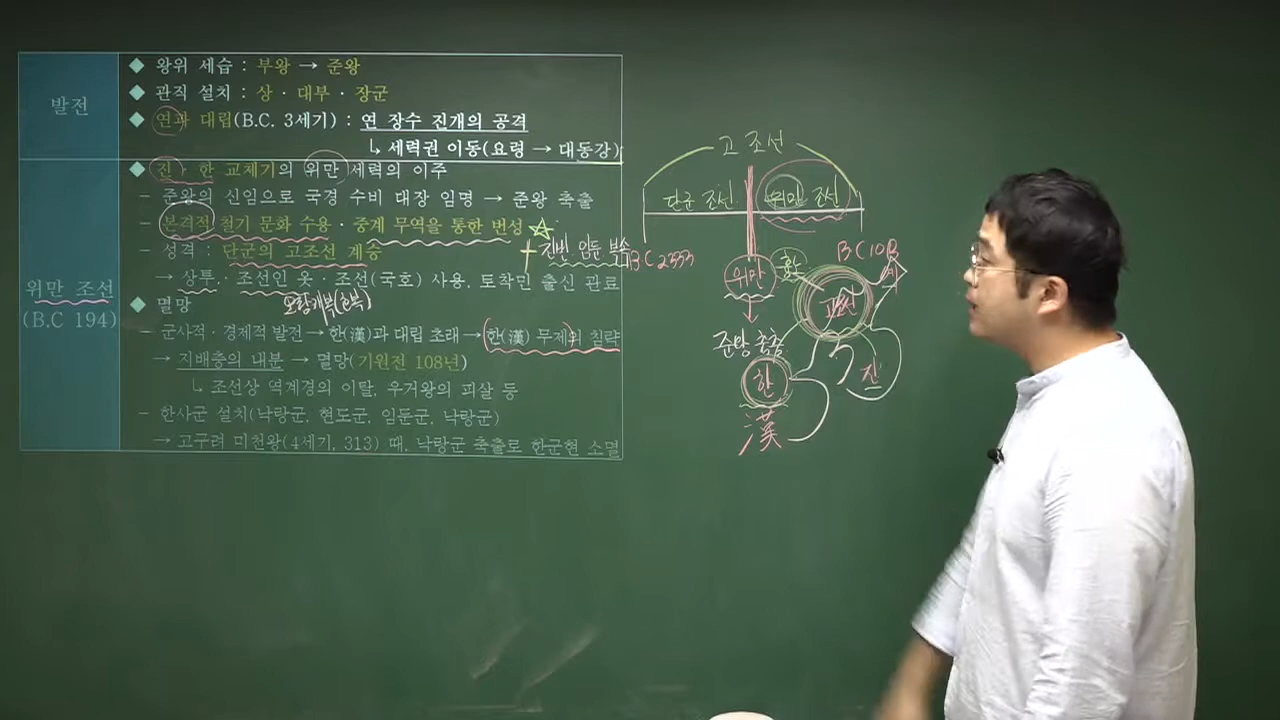 발전
◆ 왕위 세습 : 부왕 → 준왕
◆ 관직 설치 : 상 · 대부 · 장군
◆ 연과 대립(B.C. 3세기) : 연 장수 진개의 공격
↳ 세력권 이동(요령 → 대동강)
위만 조선
(B.C 194)
◆ 진 · 한 교체기의 위만 세력의 이주
- 준왕의 신임으로 국경 수비 대장 임명 → 준왕 축출
- 본격적 철기 문화 수용 · 중계 무역을 통한 번성 ☆
+ 진번 임둔 복속
- 성격 : 단군의 고조선 계승
→ 상투 · 조선인 옷 · 조선(국호) 사용, 토착민 출신 관료
◆ 멸망
- 군사적 · 경제적 발전 → 한(漢)과 대립 초래 → 한(漢) 무제의 침략
→ 지배층의 내분 → 멸망(기원전 108년)
↳ 조선상 역계경의 이탈, 우거왕의 피살 등
- 한사군 설치(낙랑군, 현도군, 임둔군, 낙랑군)
→ 고구려 미천왕(4세기, 313) 때, 낙랑군 축출로 한군현 소멸
고 조선
단군 조선
위만 조선
BC 2333
BC 108
위만
준왕 축출
한
漢
진